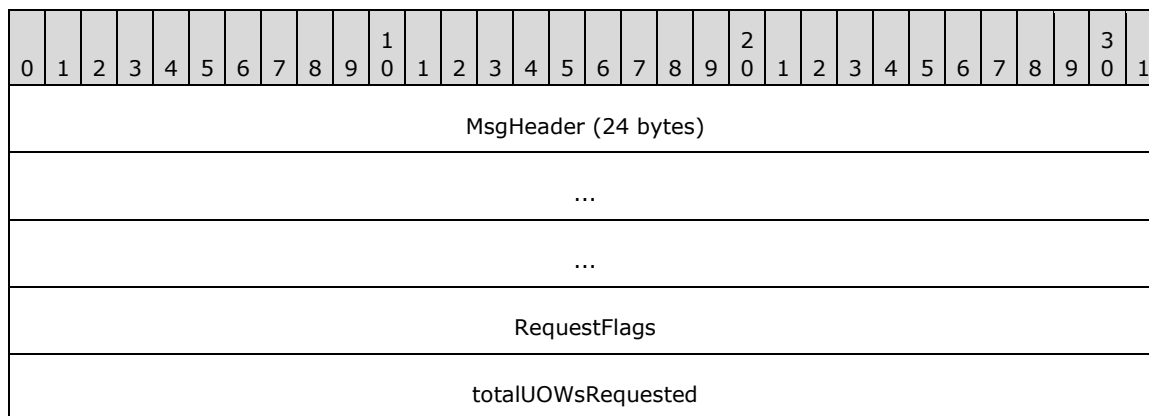 1 2 3
0 1 2 3 4 5 6 7 8 9 0 1 2 3 4 5 6 7 8 9 0 1 2 3 4 5 6 7 8 9 0 1
MsgHeader (24 bytes)
...
...
RequestFlags
totalUOWsRequested